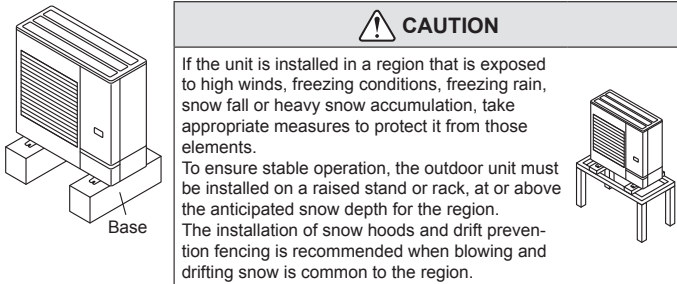 CAUTION
If the unit is installed in a region that is exposed
to high winds, freezing conditions, freezing rain,
snow fall or heavy snow accumulation, take
appropriate measures to protect it from those
elements.
To ensure stable operation, the outdoor unit must
be installed on a raised stand or rack, at or above
the anticipated snow depth for the region.
The installation of snow hoods and drift preven-
tion fencing is recommended when blowing and
drifting snow is common to the region.
Base